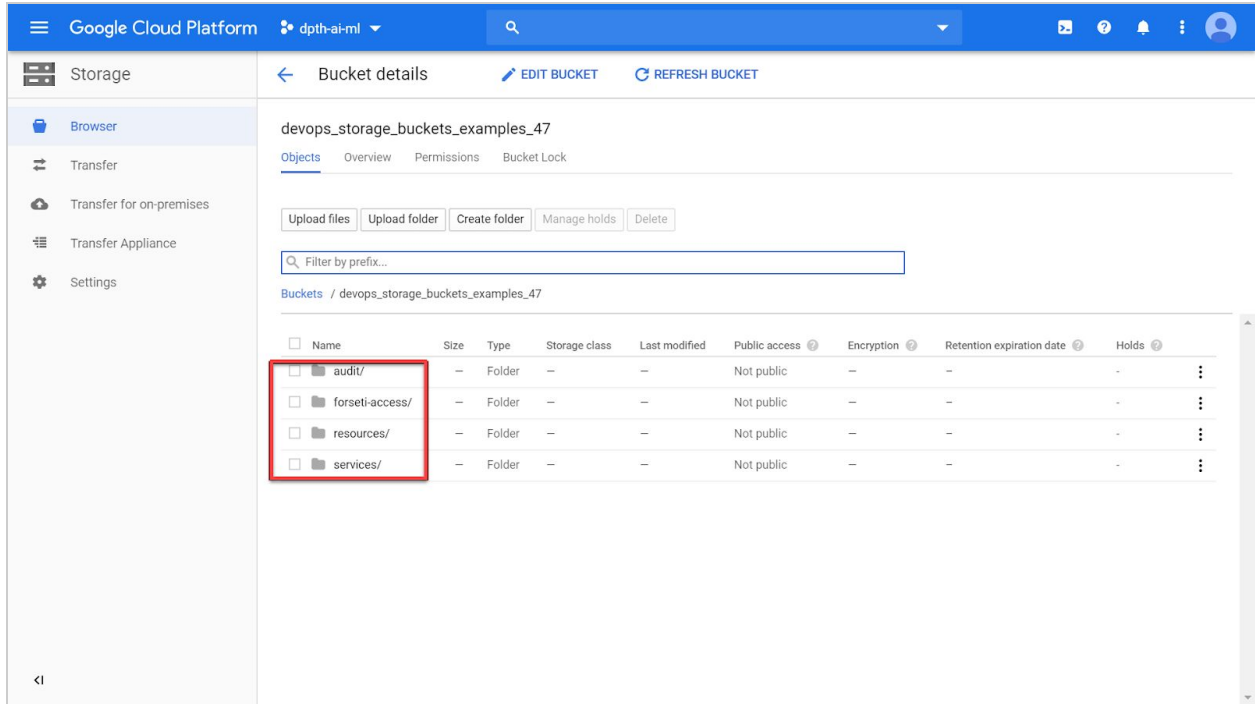 Google Cloud Platform dpth-ai-ml
Storage
Bucket details EDIT BUCKET REFRESH BUCKET
Browser
Transfer
Transfer for on-premises
Transfer Appliance
Settings
devops_storage_buckets_examples_47
Objects Overview Permissions Bucket Lock
Upload files Upload folder Create folder Manage holds Delete
Filter by prefix...
Buckets / devops_storage_buckets_examples_47
Name Size Type Storage class Last modified Public access Encryption Retention expiration date Holds
audit/ — Folder — — Not public — — -
forseti-access/ — Folder — — Not public — — -
resources/ — Folder — — Not public — — -
services/ — Folder — — Not public — — -